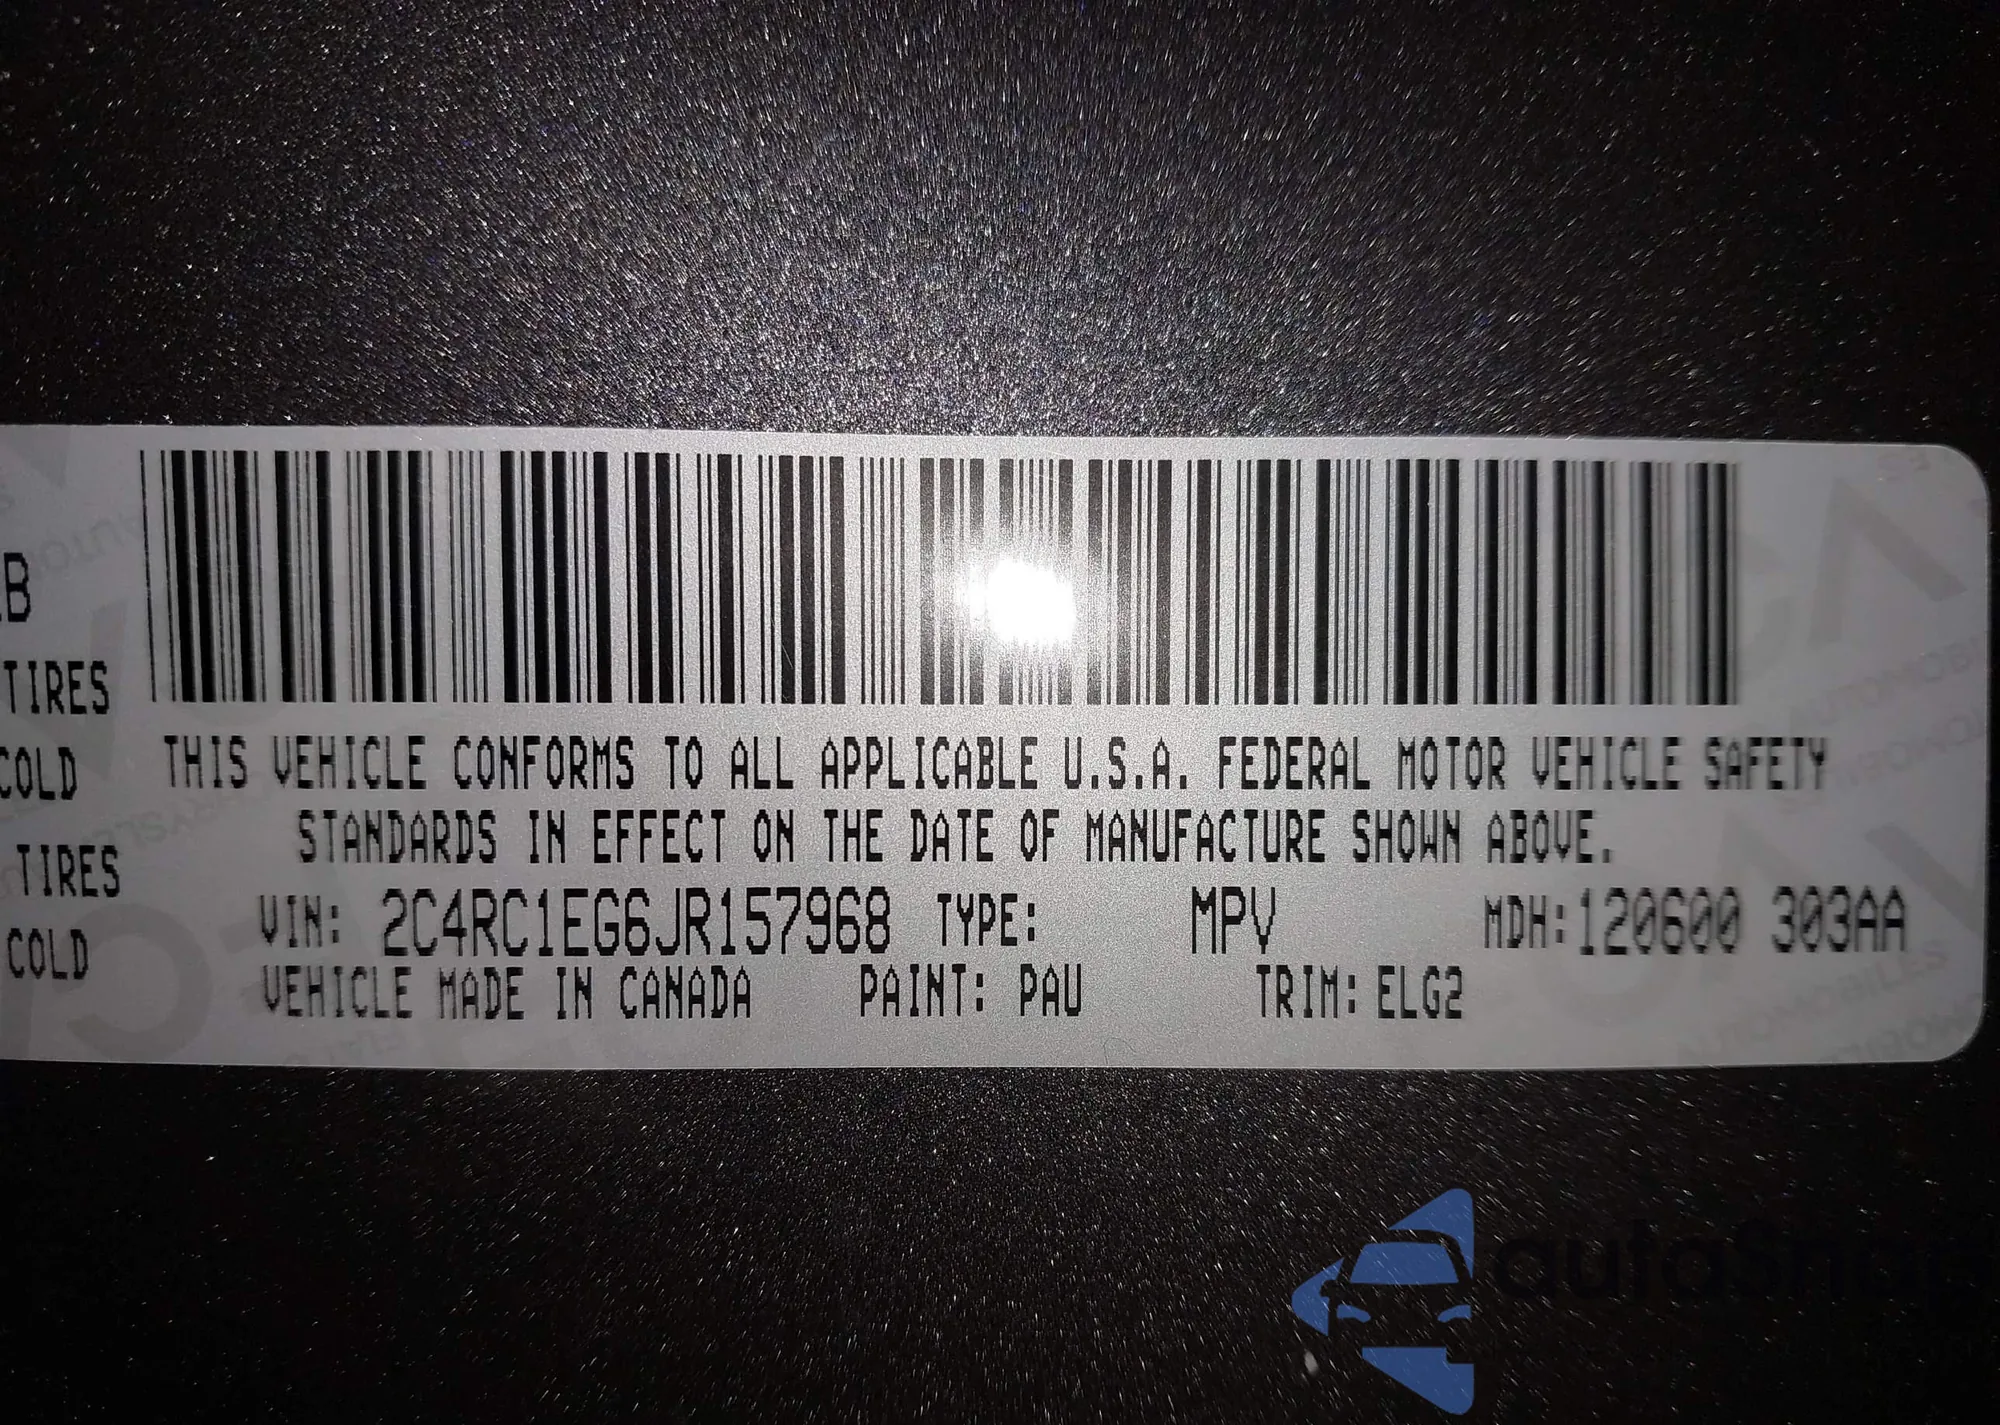 B
TIRES
COLD
THIS VEHICLE CONFORMS TO ALL APPLICABLE U.S.A. FEDERAL MOTOR VEHICLE SAFETY
STANDARDS IN EFFECT ON THE DATE OF MANUFACTURE SHOWN ABOVE.
TIRES
VIN: 2C4RC1EG6JR157968 TYPE: MPV MDH:120600 303AA
COLD
VEHICLE MADE IN CANADA PAINT: PAU TRIM: ELG2